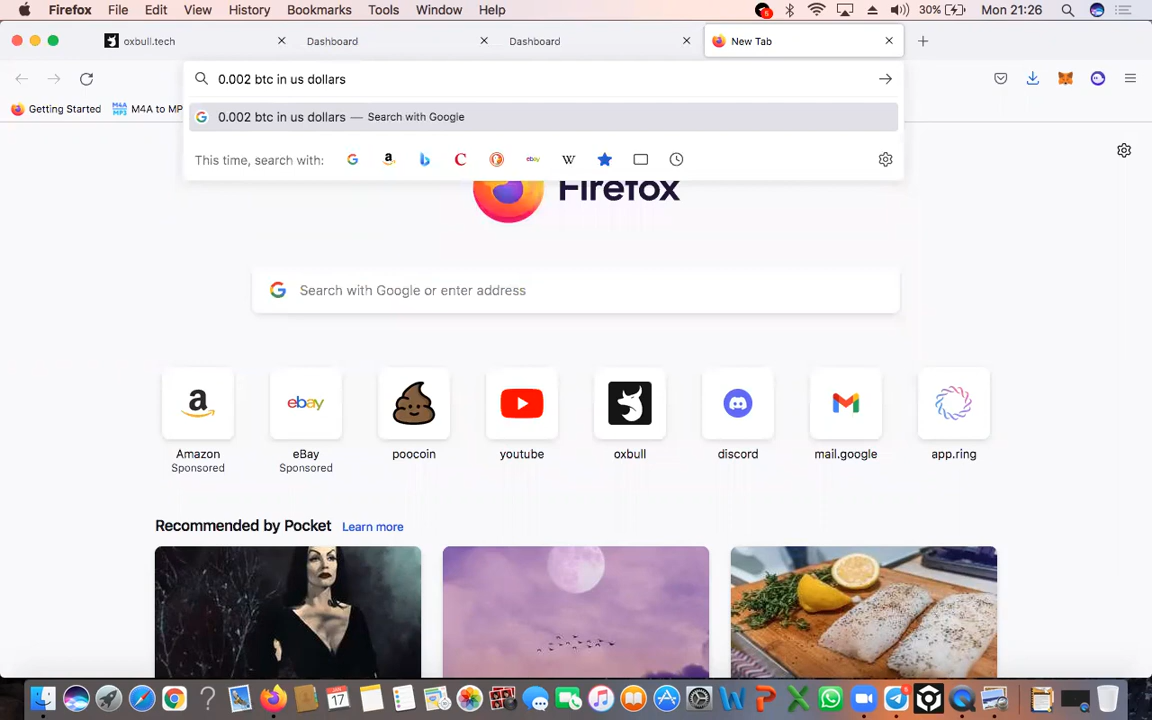 Firefox File Edit View History Bookmarks Tools Window Help 30% Mon 21:26
oxbull.tech Dashboard Dashboard New Tab
0.002 btc in us dollars
Getting Started M4A to MP
0.002 btc in us dollars — Search with Google
This time, search with:
Firefox
Search with Google or enter address
Amazon eBay poocoin youtube oxbull discord mail.google app.ring
Sponsored Sponsored
Recommended by Pocket Learn more